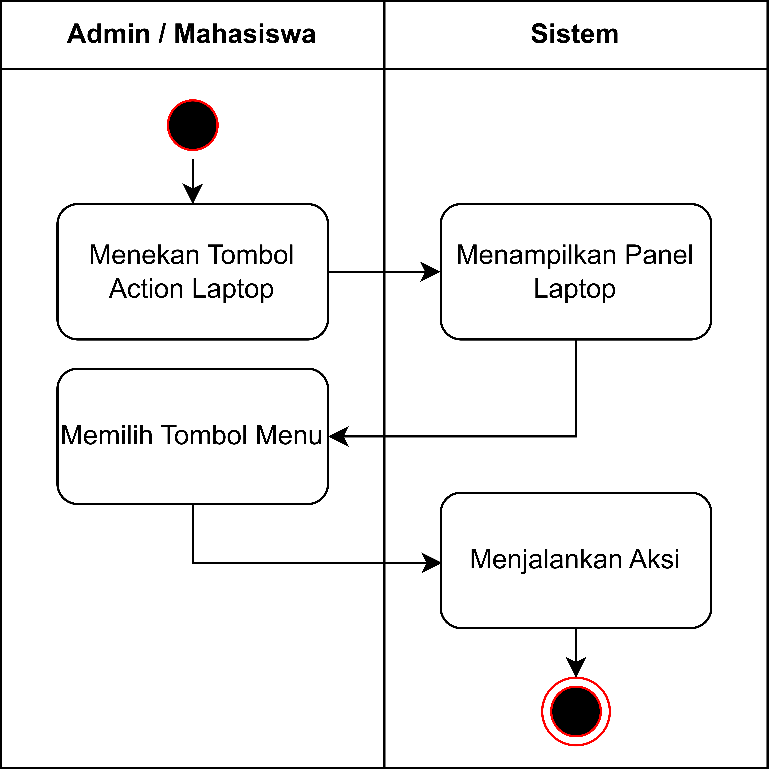 Admin / Mahasiswa
Sistem
Menekan Tombol
Action Laptop
Menampilkan Panel
Laptop
Memilih Tombol Menu
Menjalankan Aksi